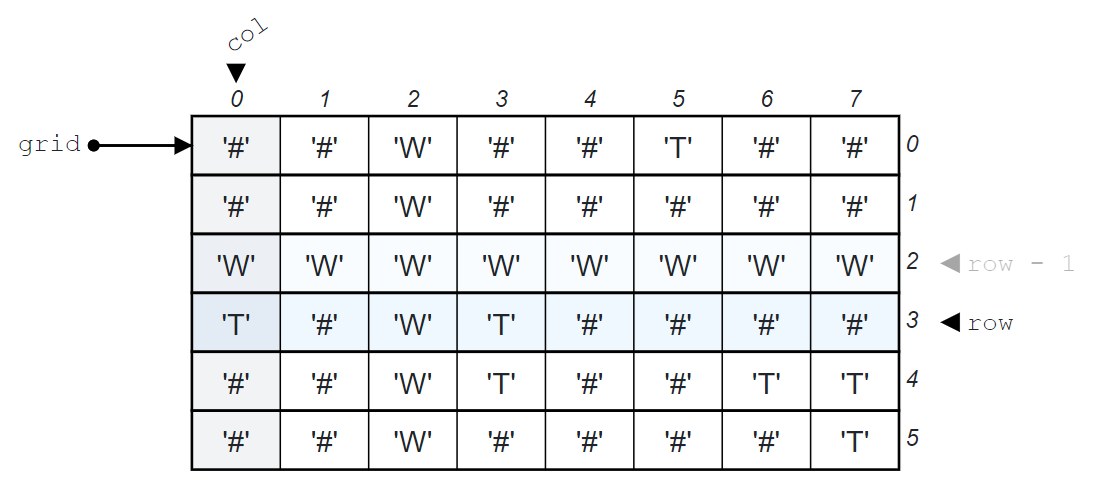 col
0 1 2 3 4 5 6 7
grid '#' '#' 'W' '#' '#' 'T' '#' '#' 0
'#' '#' 'W' '#' '#' '#' '#' '#' 1
'W' 'W' 'W' 'W' 'W' 'W' 'W' 'W' 2 row - 1
'T' '#' 'W' 'T' '#' '#' '#' '#' 3 row
'#' '#' 'W' 'T' '#' '#' 'T' 'T' 4
'#' '#' 'W' '#' '#' '#' '#' 'T' 5